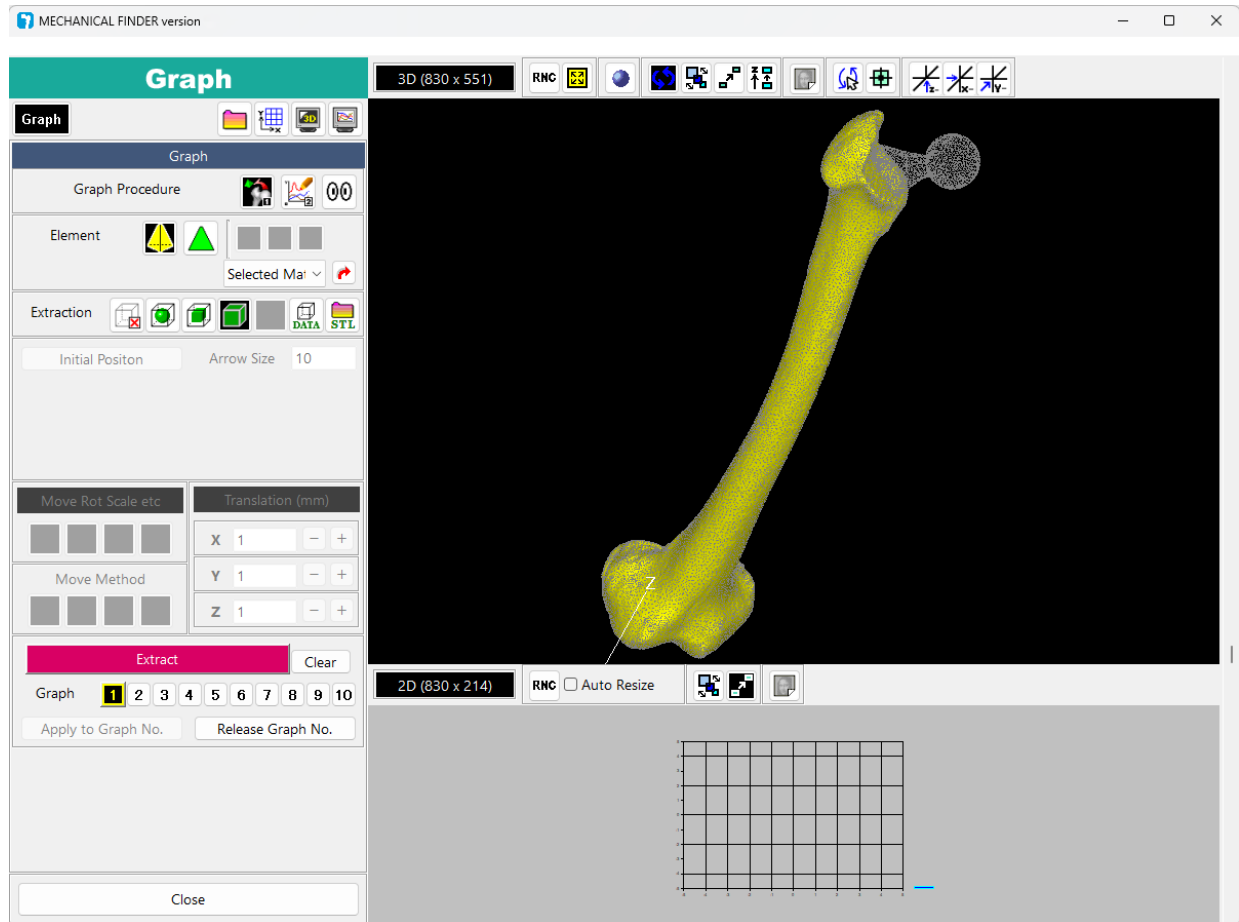 MECHANICAL FINDER version
Graph
3D (830 x 551)
RNC
z-
x-
Y-
Graph
3D
Graph
Graph Procedure
1
2
Element
Selected Mat
Extraction
DATA
STL
Initial Positon
Arrow Size
10
Move Rot Scale etc
Translation (mm)
X
1
- +
Move Method
Y
1
- +
Z
1
- +
Z
Extract
Clear
2D (830 x 214)
RNC
Auto Resize
Graph
1 2 3 4 5 6 7 8 9 10
Apply to Graph No.
Release Graph No.
Close